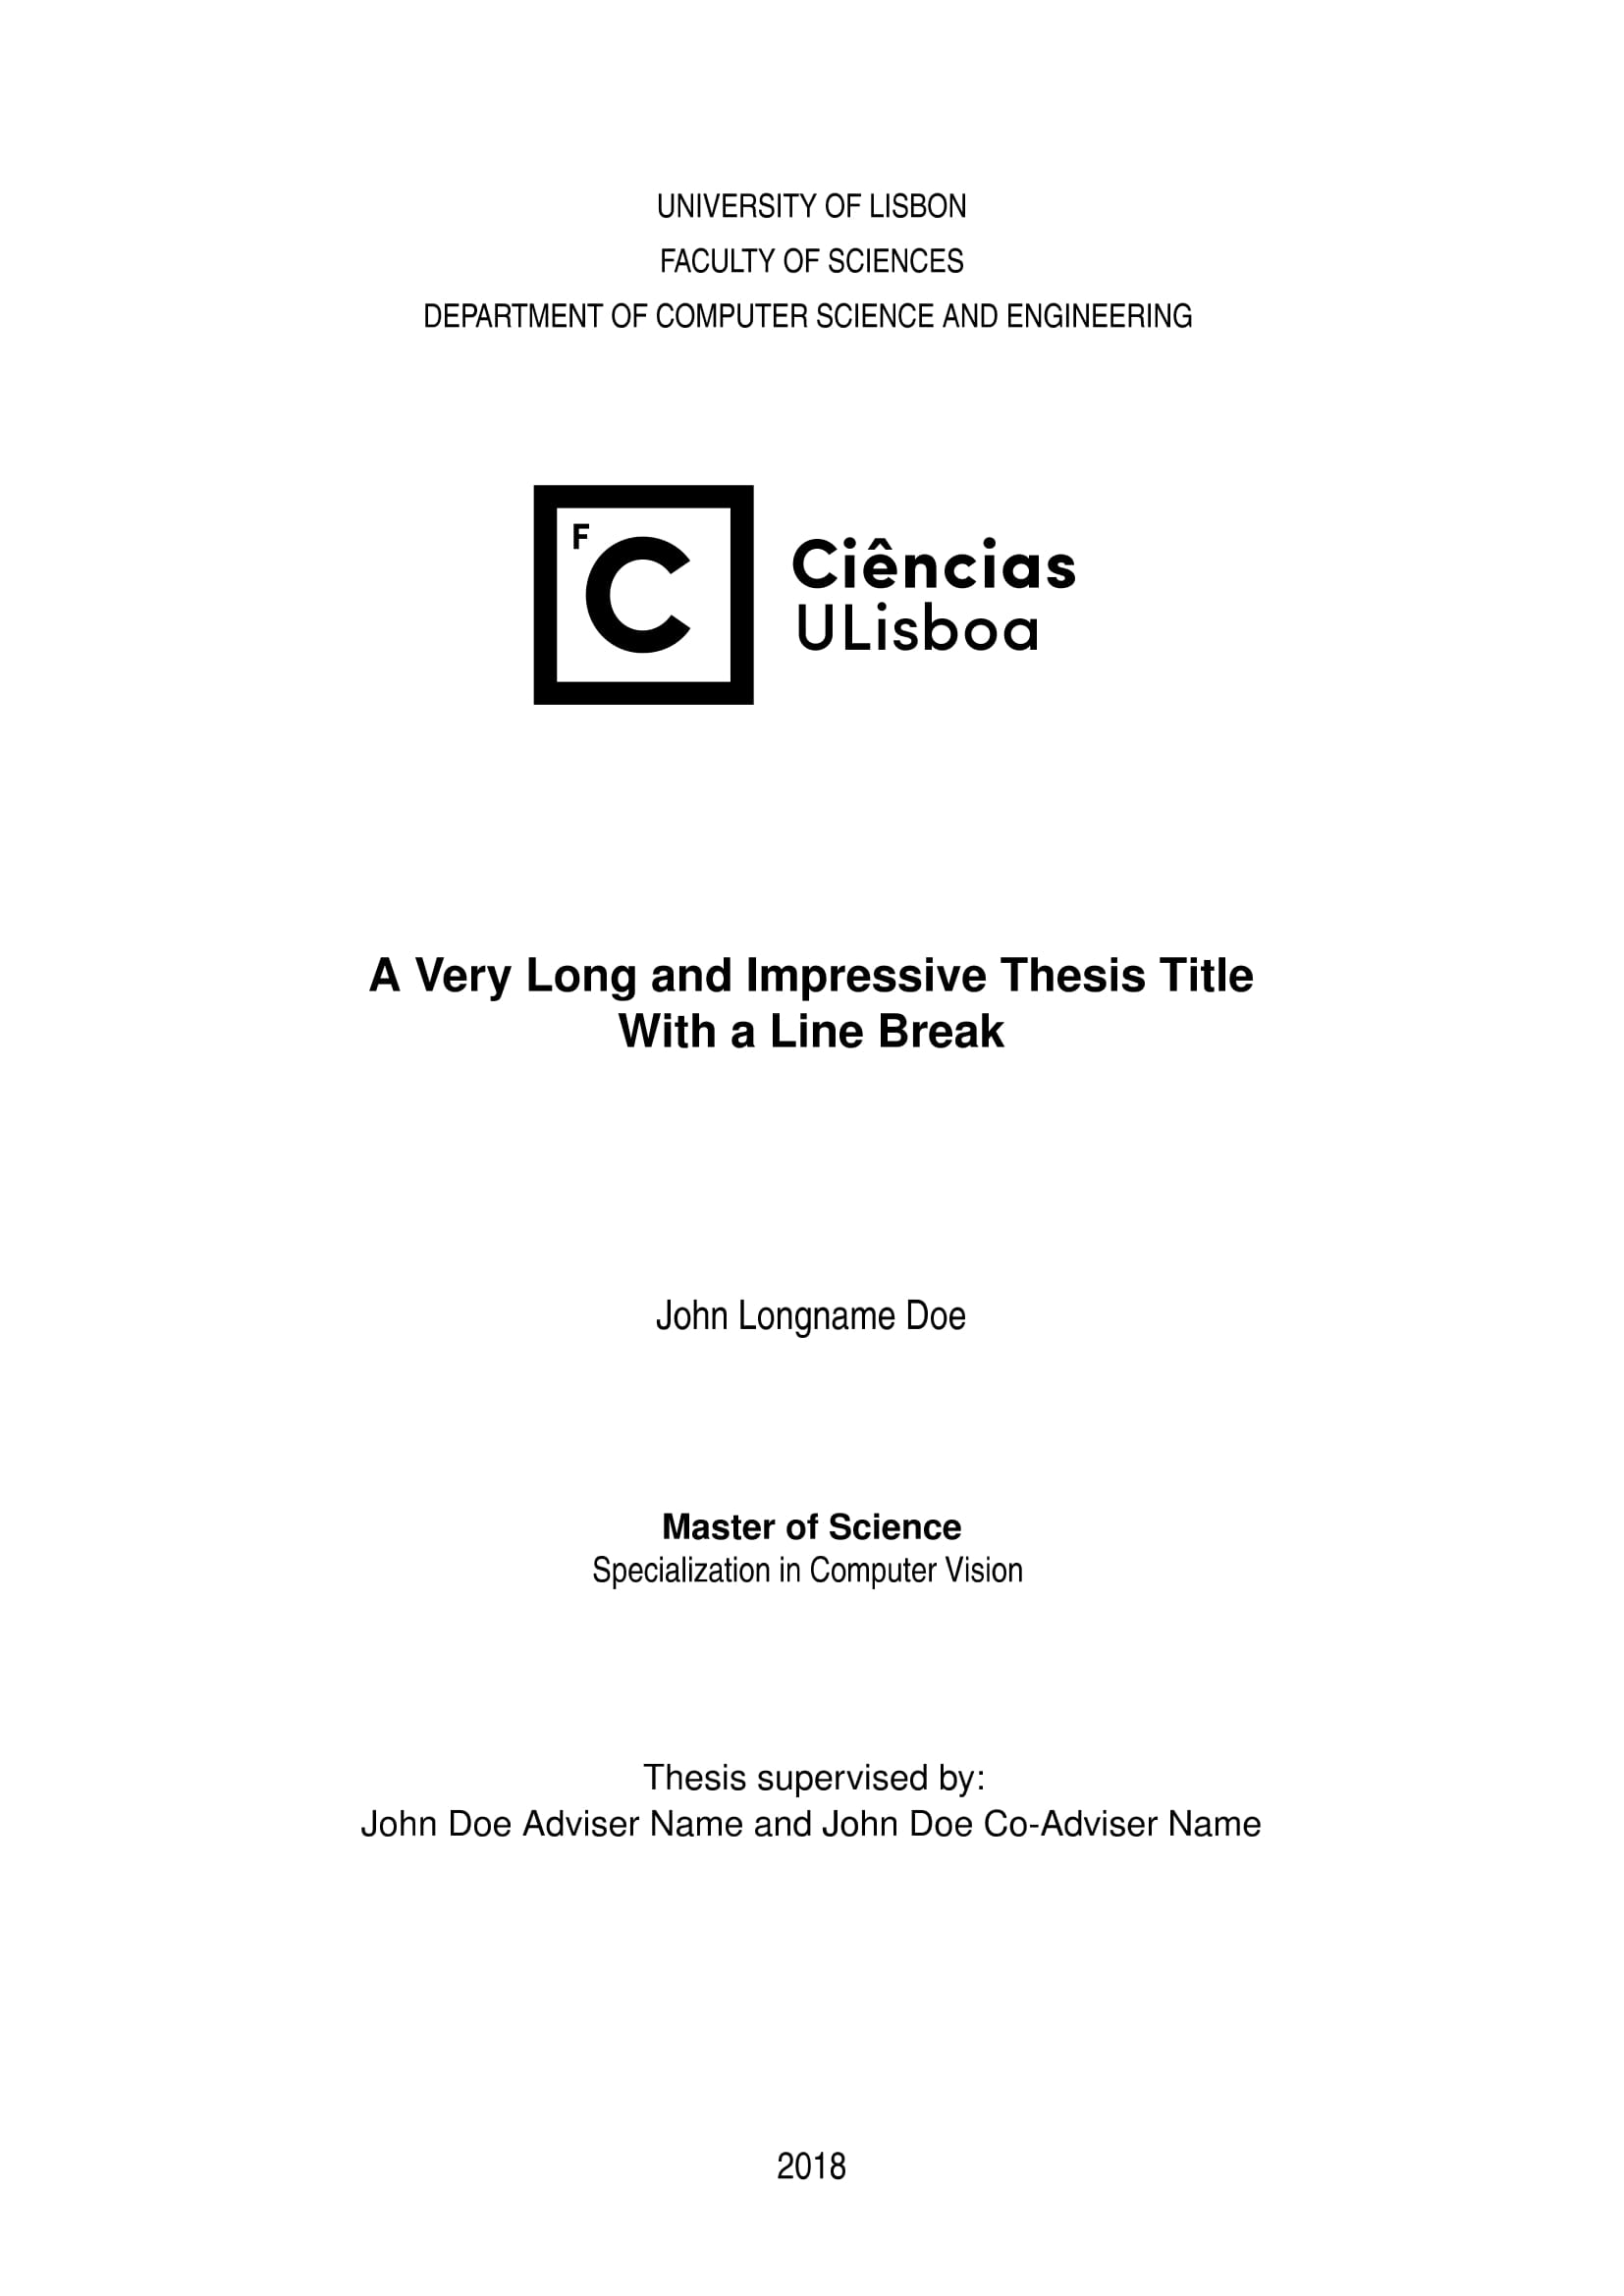 UNIVERSITY OF LISBON
FACULTY OF SCIENCES
DEPARTMENT OF COMPUTER SCIENCE AND ENGINEERING
F
C
Ciências
ULisboa
A Very Long and Impressive Thesis Title
With a Line Break
John Longname Doe
Master of Science
Specialization in Computer Vision
Thesis supervised by:
John Doe Adviser Name and John Doe Co-Adviser Name
2018